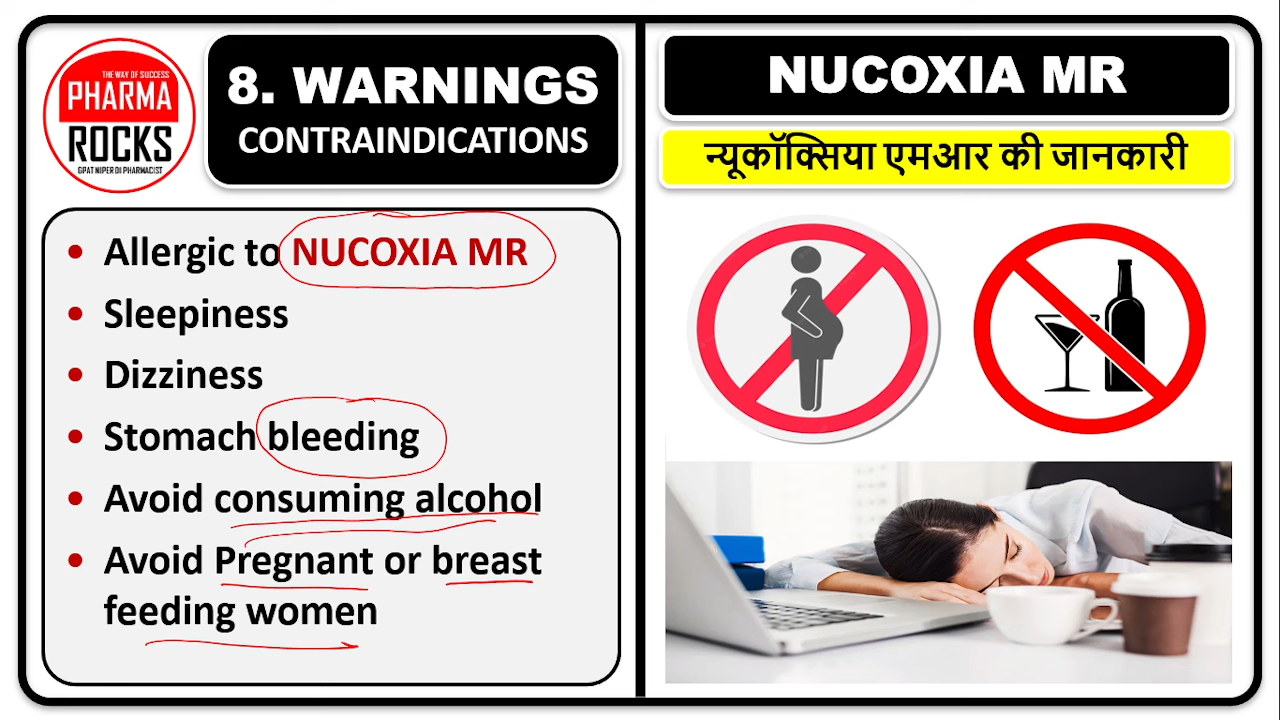 THE WAY OF SUCCESS
PHARMA
ROCKS
GPAT NIPER DI PHARMACIST
8. WARNINGS
CONTRAINDICATIONS
• Allergic to NUCOXIA MR
• Sleepiness
• Dizziness
• Stomach bleeding
• Avoid consuming alcohol
• Avoid Pregnant or breast
feeding women
NUCOXIA MR
न्यूकॉक्सिया एमआर की जानकारी